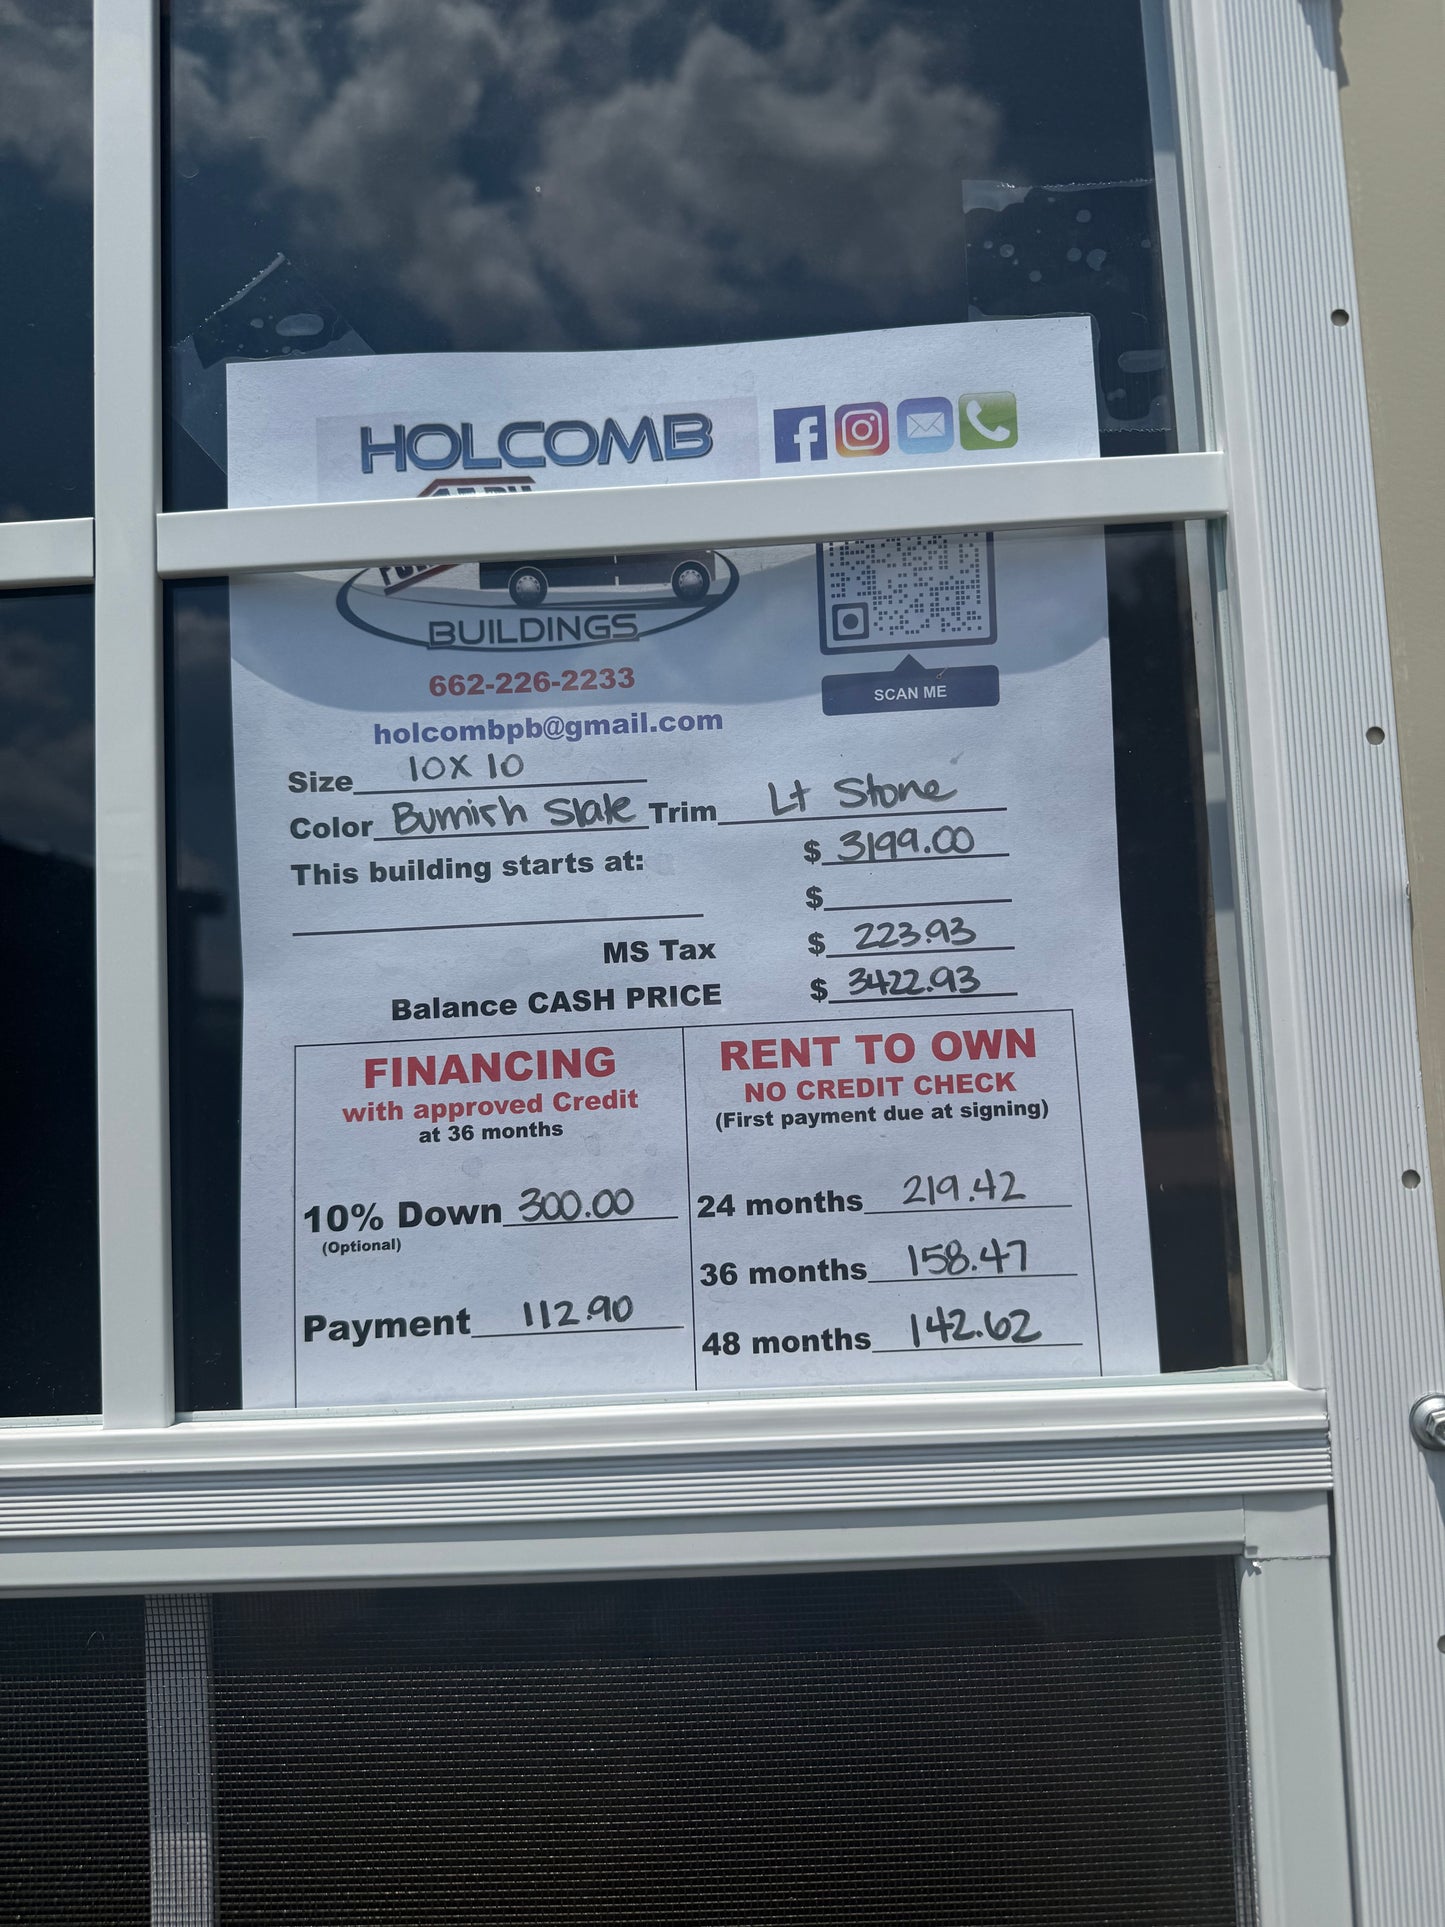 HOLCOMB
BUILDINGS
662-226-2233
SCAN ME
holcombpb@gmail.com
Size 10X10
Color Burnish Slate Trim Lt Stone
This building starts at: $ 3199.00
$
MS Tax $ 223.93
Balance CASH PRICE $ 3422.93
FINANCING
with approved Credit
at 36 months
10% Down 300.00
(Optional)
Payment 112.90
RENT TO OWN
NO CREDIT CHECK
(First payment due at signing)
24 months 219.42
36 months 158.47
48 months 142.62